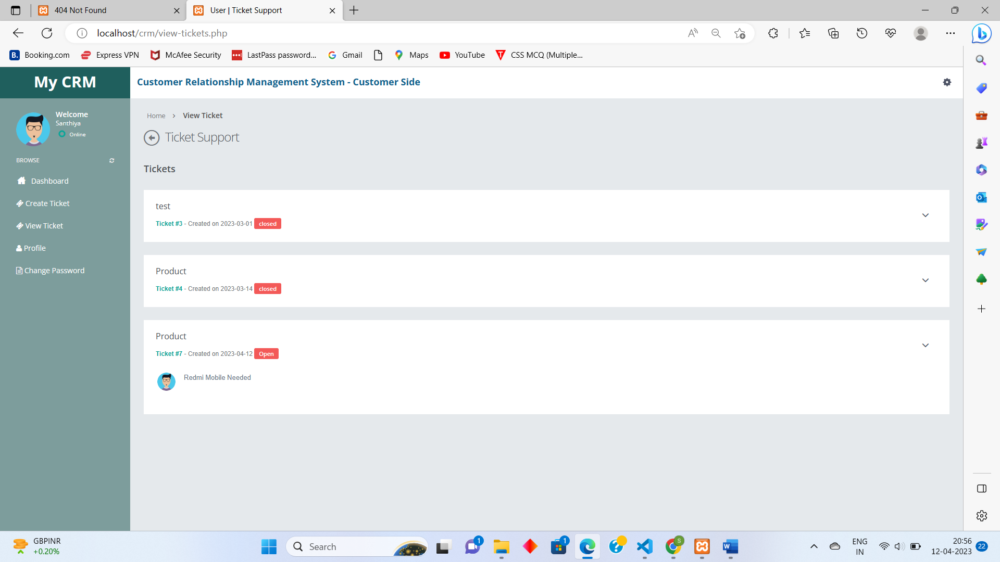 404 Not Found
User | Ticket Support
localhost/crm/view-tickets.php
B. Booking.com
Express VPN
McAfee Security
LastPass password...
Gmail
Maps
YouTube
CSS MCQ (Multiple...
My CRM
Customer Relationship Management System - Customer Side
Welcome
Santhiya
Online
BROWSE
Dashboard
Create Ticket
View Ticket
Profile
Change Password
Home > View Ticket
Ticket Support
Tickets
test
Ticket #3 - Created on 2023-03-01 closed
Product
Ticket #4 - Created on 2023-03-14 closed
Product
Ticket #7 - Created on 2023-04-12 Open
Redmi Mobile Needed
GBPINR
+0.20%
Search
1
1
S
ENG
IN
20:56
12-04-2023
22